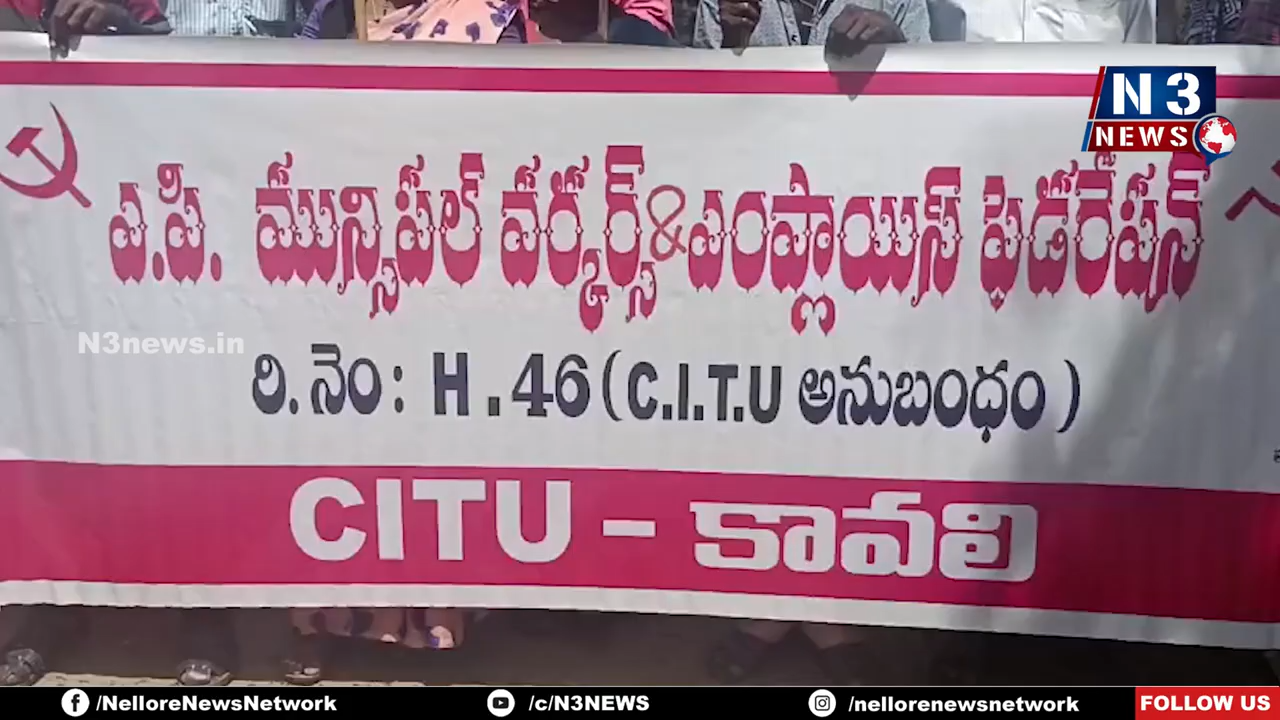 N3
NEWS
ఎ.పి. మున్సిపల్ వర్కర్స్ & ఎంప్లాయిస్ ఫెడరేషన్
N3news.in
రి.నెం: H.46 (C.I.T.U అనుబంధం)
CITU - కావలి
/NelloreNewsNetwork /c/N3NEWS /nellorenewsnetwork FOLLOW US